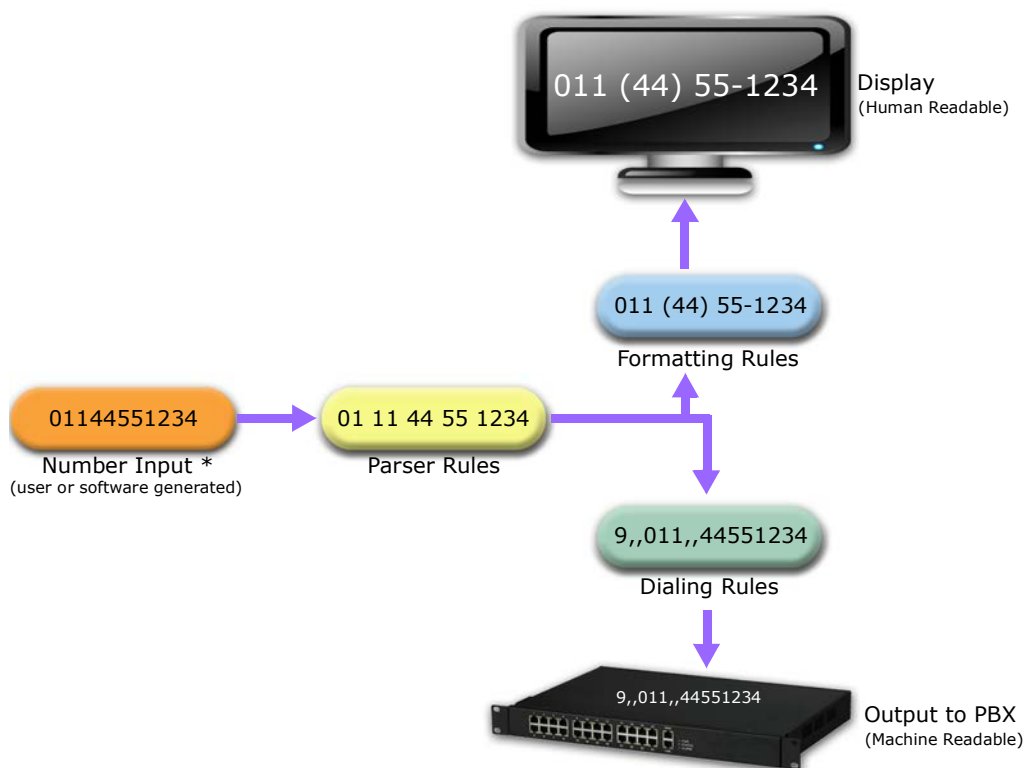 011 (44) 55-1234
Display
(Human Readable)
011 (44) 55-1234
Formatting Rules
01144551234
Number Input *
(user or software generated)
01 11 44 55 1234
Parser Rules
9,,011,,44551234
Dialing Rules
9,,011,,44551234
Output to PBX
(Machine Readable)